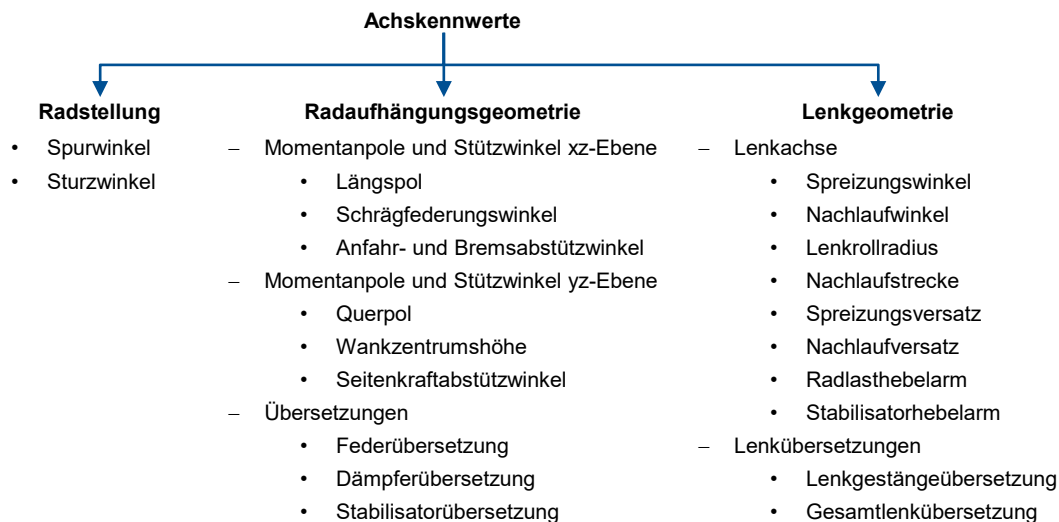 Achskennwerte
Radstellung
• Spurwinkel
• Sturzwinkel
Radaufhängungsgeometrie
– Momentanpole und Stützwinkel xz-Ebene
• Längspol
• Schrägfederungswinkel
• Anfahr- und Bremsabstützwinkel
– Momentanpole und Stützwinkel yz-Ebene
• Querpol
• Wankzentrumshöhe
• Seitenkraftabstützwinkel
– Übersetzungen
• Federübersetzung
• Dämpferübersetzung
• Stabilisatorübersetzung
Lenkgeometrie
– Lenkachse
• Spreizungswinkel
• Nachlaufwinkel
• Lenkrollradius
• Nachlaufstrecke
• Spreizungsversatz
• Nachlaufversatz
• Radlasthebelarm
• Stabilisatorhebelarm
– Lenkübersetzungen
• Lenkgestängeübersetzung
• Gesamtlenkübersetzung